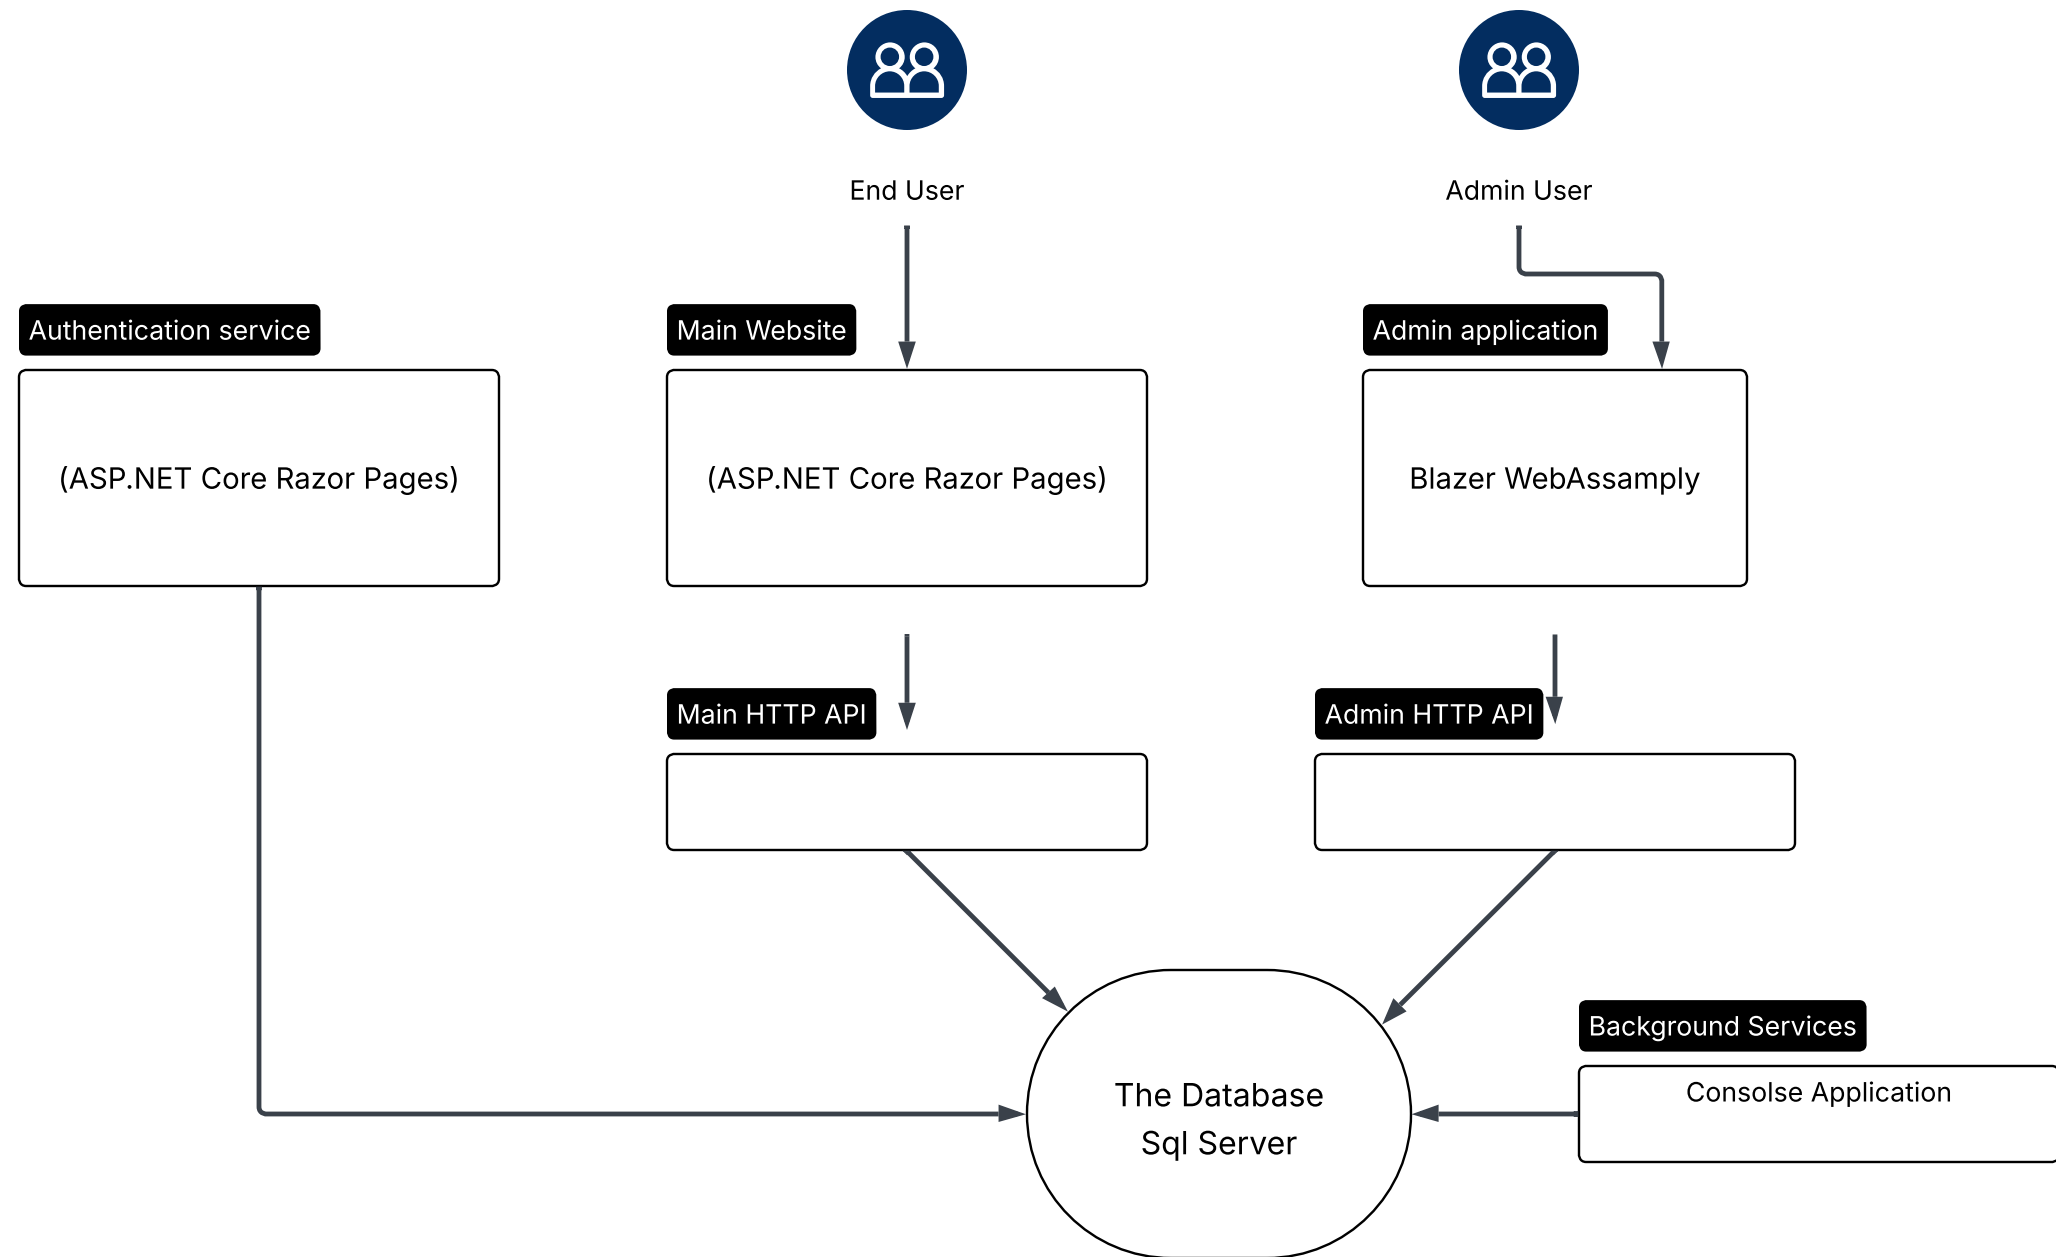 End User
Admin User
Authentication service
Main Website
Admin application
(ASP.NET Core Razor Pages)
(ASP.NET Core Razor Pages)
Blazer WebAssamply
Main HTTP API
Admin HTTP API
Background Services
Consolse Application
The Database
Sql Server